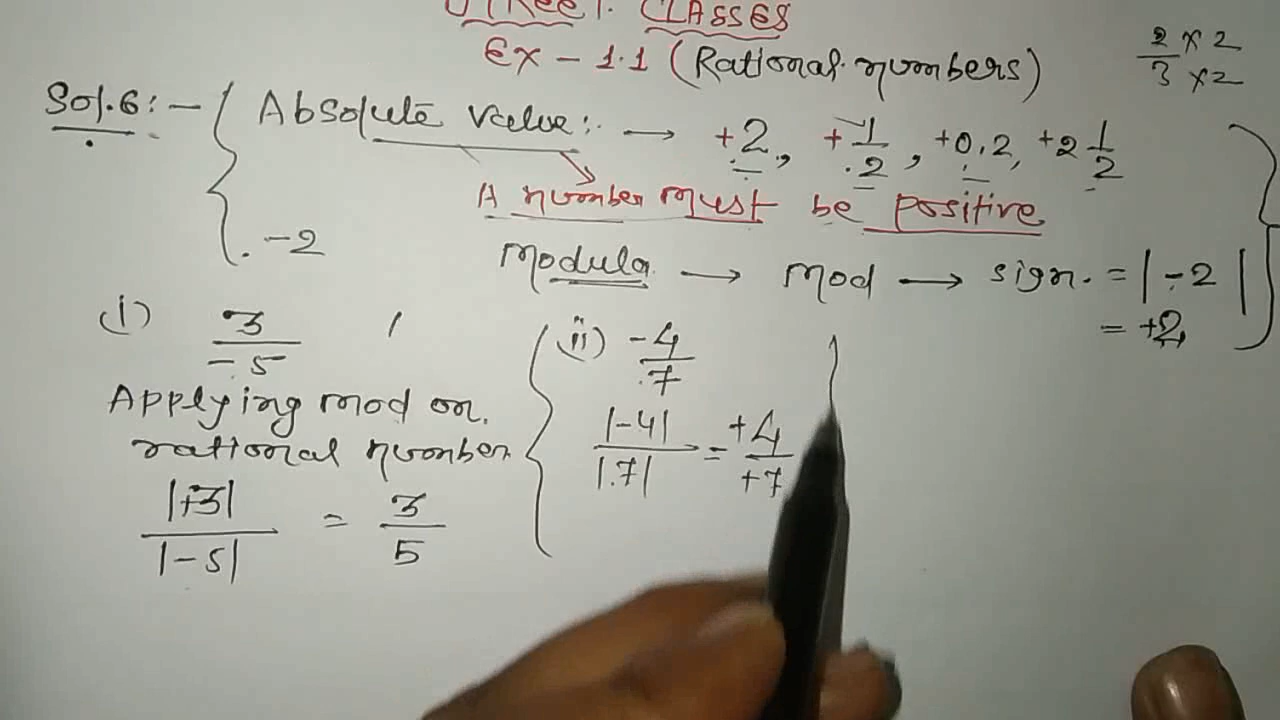 CLASSES
Ex - 1.1 (Rational numbers)
2 × 2
3 × 2
Sol. 6 : -
Absolute value :. → +2, +1/2, +0.2, +2 1/2
A number must be positive
. -2
Modula → Mod → sign. = |-2|
= +2
(i) 3/-5
Applying mod on.
rational number.
|+3|/|-5| = 3/5
(ii) -4/.7
|-4|/|.7| = +4/+7